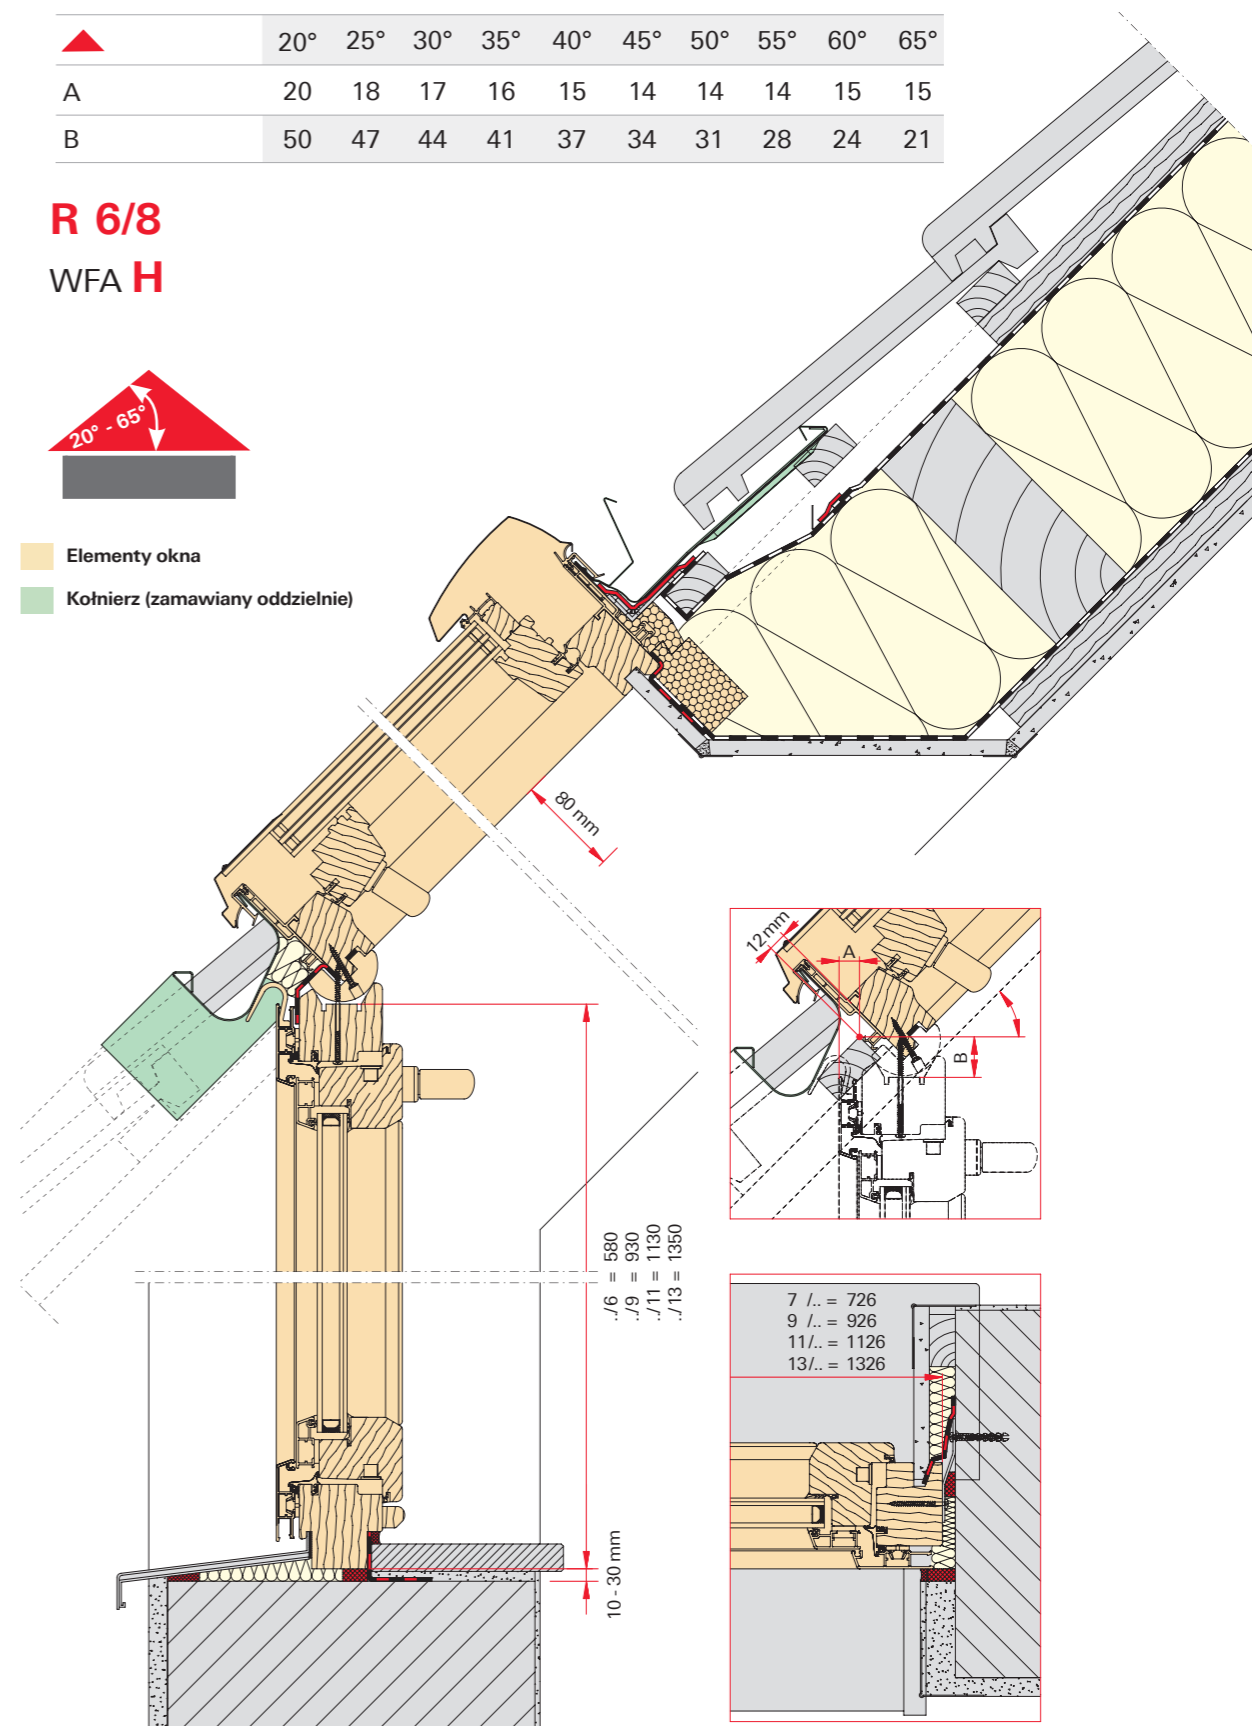 20° 25° 30° 35° 40° 45° 50° 55° 60° 65°
A 20 18 17 16 15 14 14 14 15 15
B 50 47 44 41 37 34 31 28 24 21
R 6/8
WFA H
20° - 65°
Elementy okna
Kołnierz (zamawiany oddzielnie)
80 mm
12 mm
A
B
../6 = 580
../9 = 930
../11 = 1130
../13 = 1350
7 /.. = 726
9 /.. = 926
11/.. = 1126
13/.. = 1326
10 - 30 mm